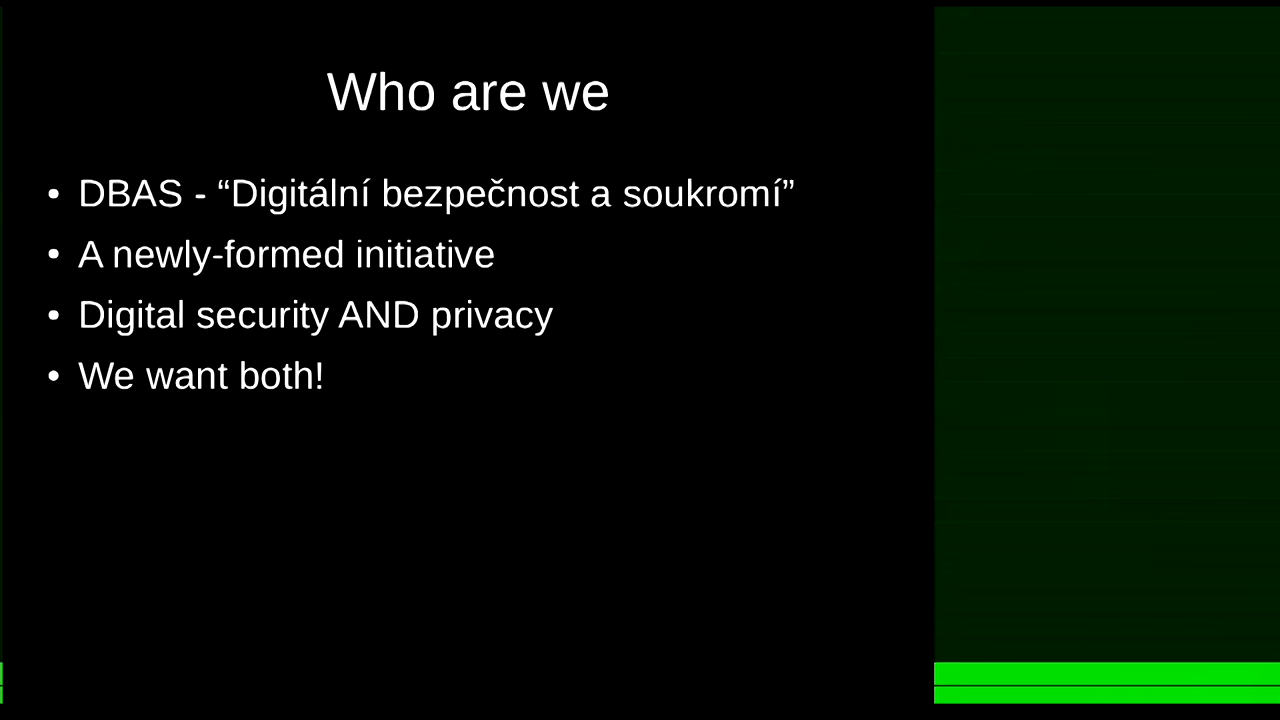 Who are we
• DBAS - “Digitální bezpečnost a soukromí”
• A newly-formed initiative
• Digital security AND privacy
• We want both!